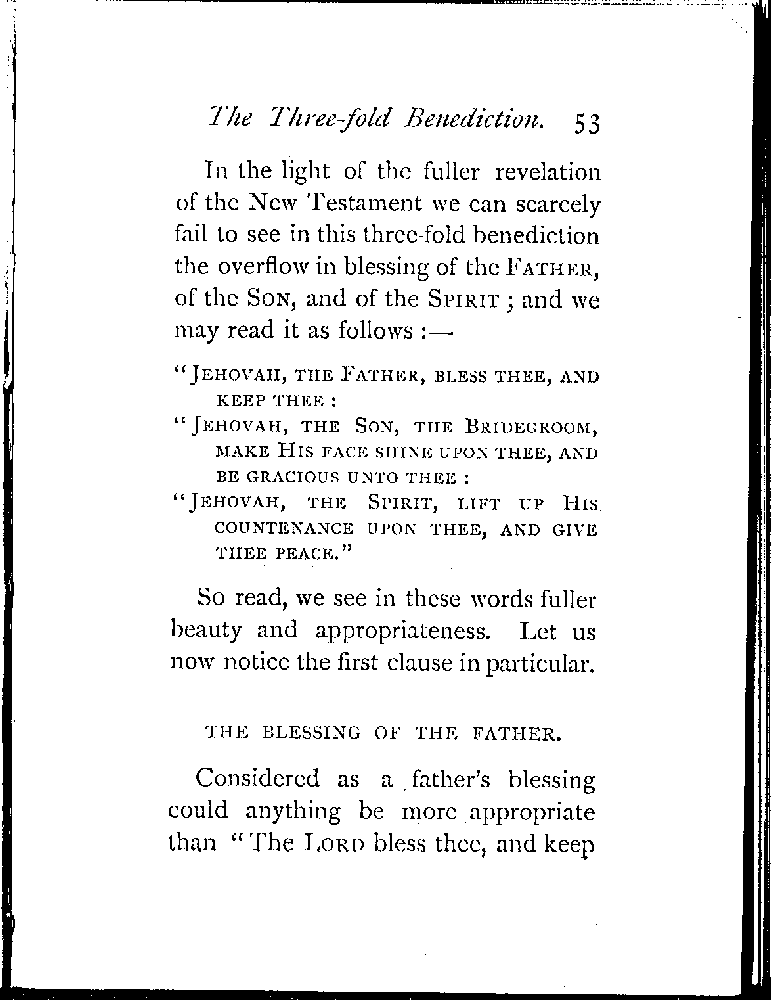 The Three-fold Benediction. 53
In the light of the fuller revelation
of the New Testament we can scarcely
fail to see in this three-fold benediction
the overflow in blessing of the FATHER,
of the SON, and of the SPIRIT ; and we
may read it as follows :—
“JEHOVAH, THE FATHER, BLESS THEE, AND
KEEP THEE :
“JEHOVAH, THE SON, THE BRIDEGROOM,
MAKE HIS FACE SHINE UPON THEE, AND
BE GRACIOUS UNTO THEE :
“JEHOVAH, THE SPIRIT, LIFT UP HIS
COUNTENANCE UPON THEE, AND GIVE
THEE PEACE.”
So read, we see in these words fuller
beauty and appropriateness. Let us
now notice the first clause in particular.
THE BLESSING OF THE FATHER.
Considered as a father’s blessing
could anything be more appropriate
than “The LORD bless thee, and keep